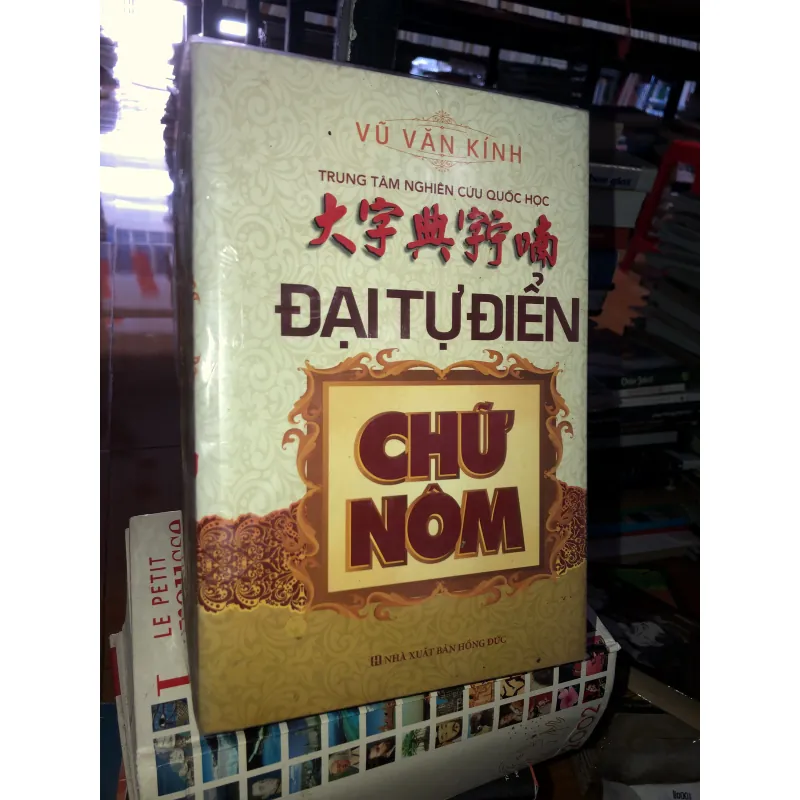 VŨ VĂN KÍNH
TRUNG TÂM NGHIÊN CỨU QUỐC HỌC
大字典𡨸喃
ĐẠI TỰ ĐIỂN
CHỮ
NÔM
NHÀ XUẤT BẢN HỒNG ĐỨC
LE PETIT
2002